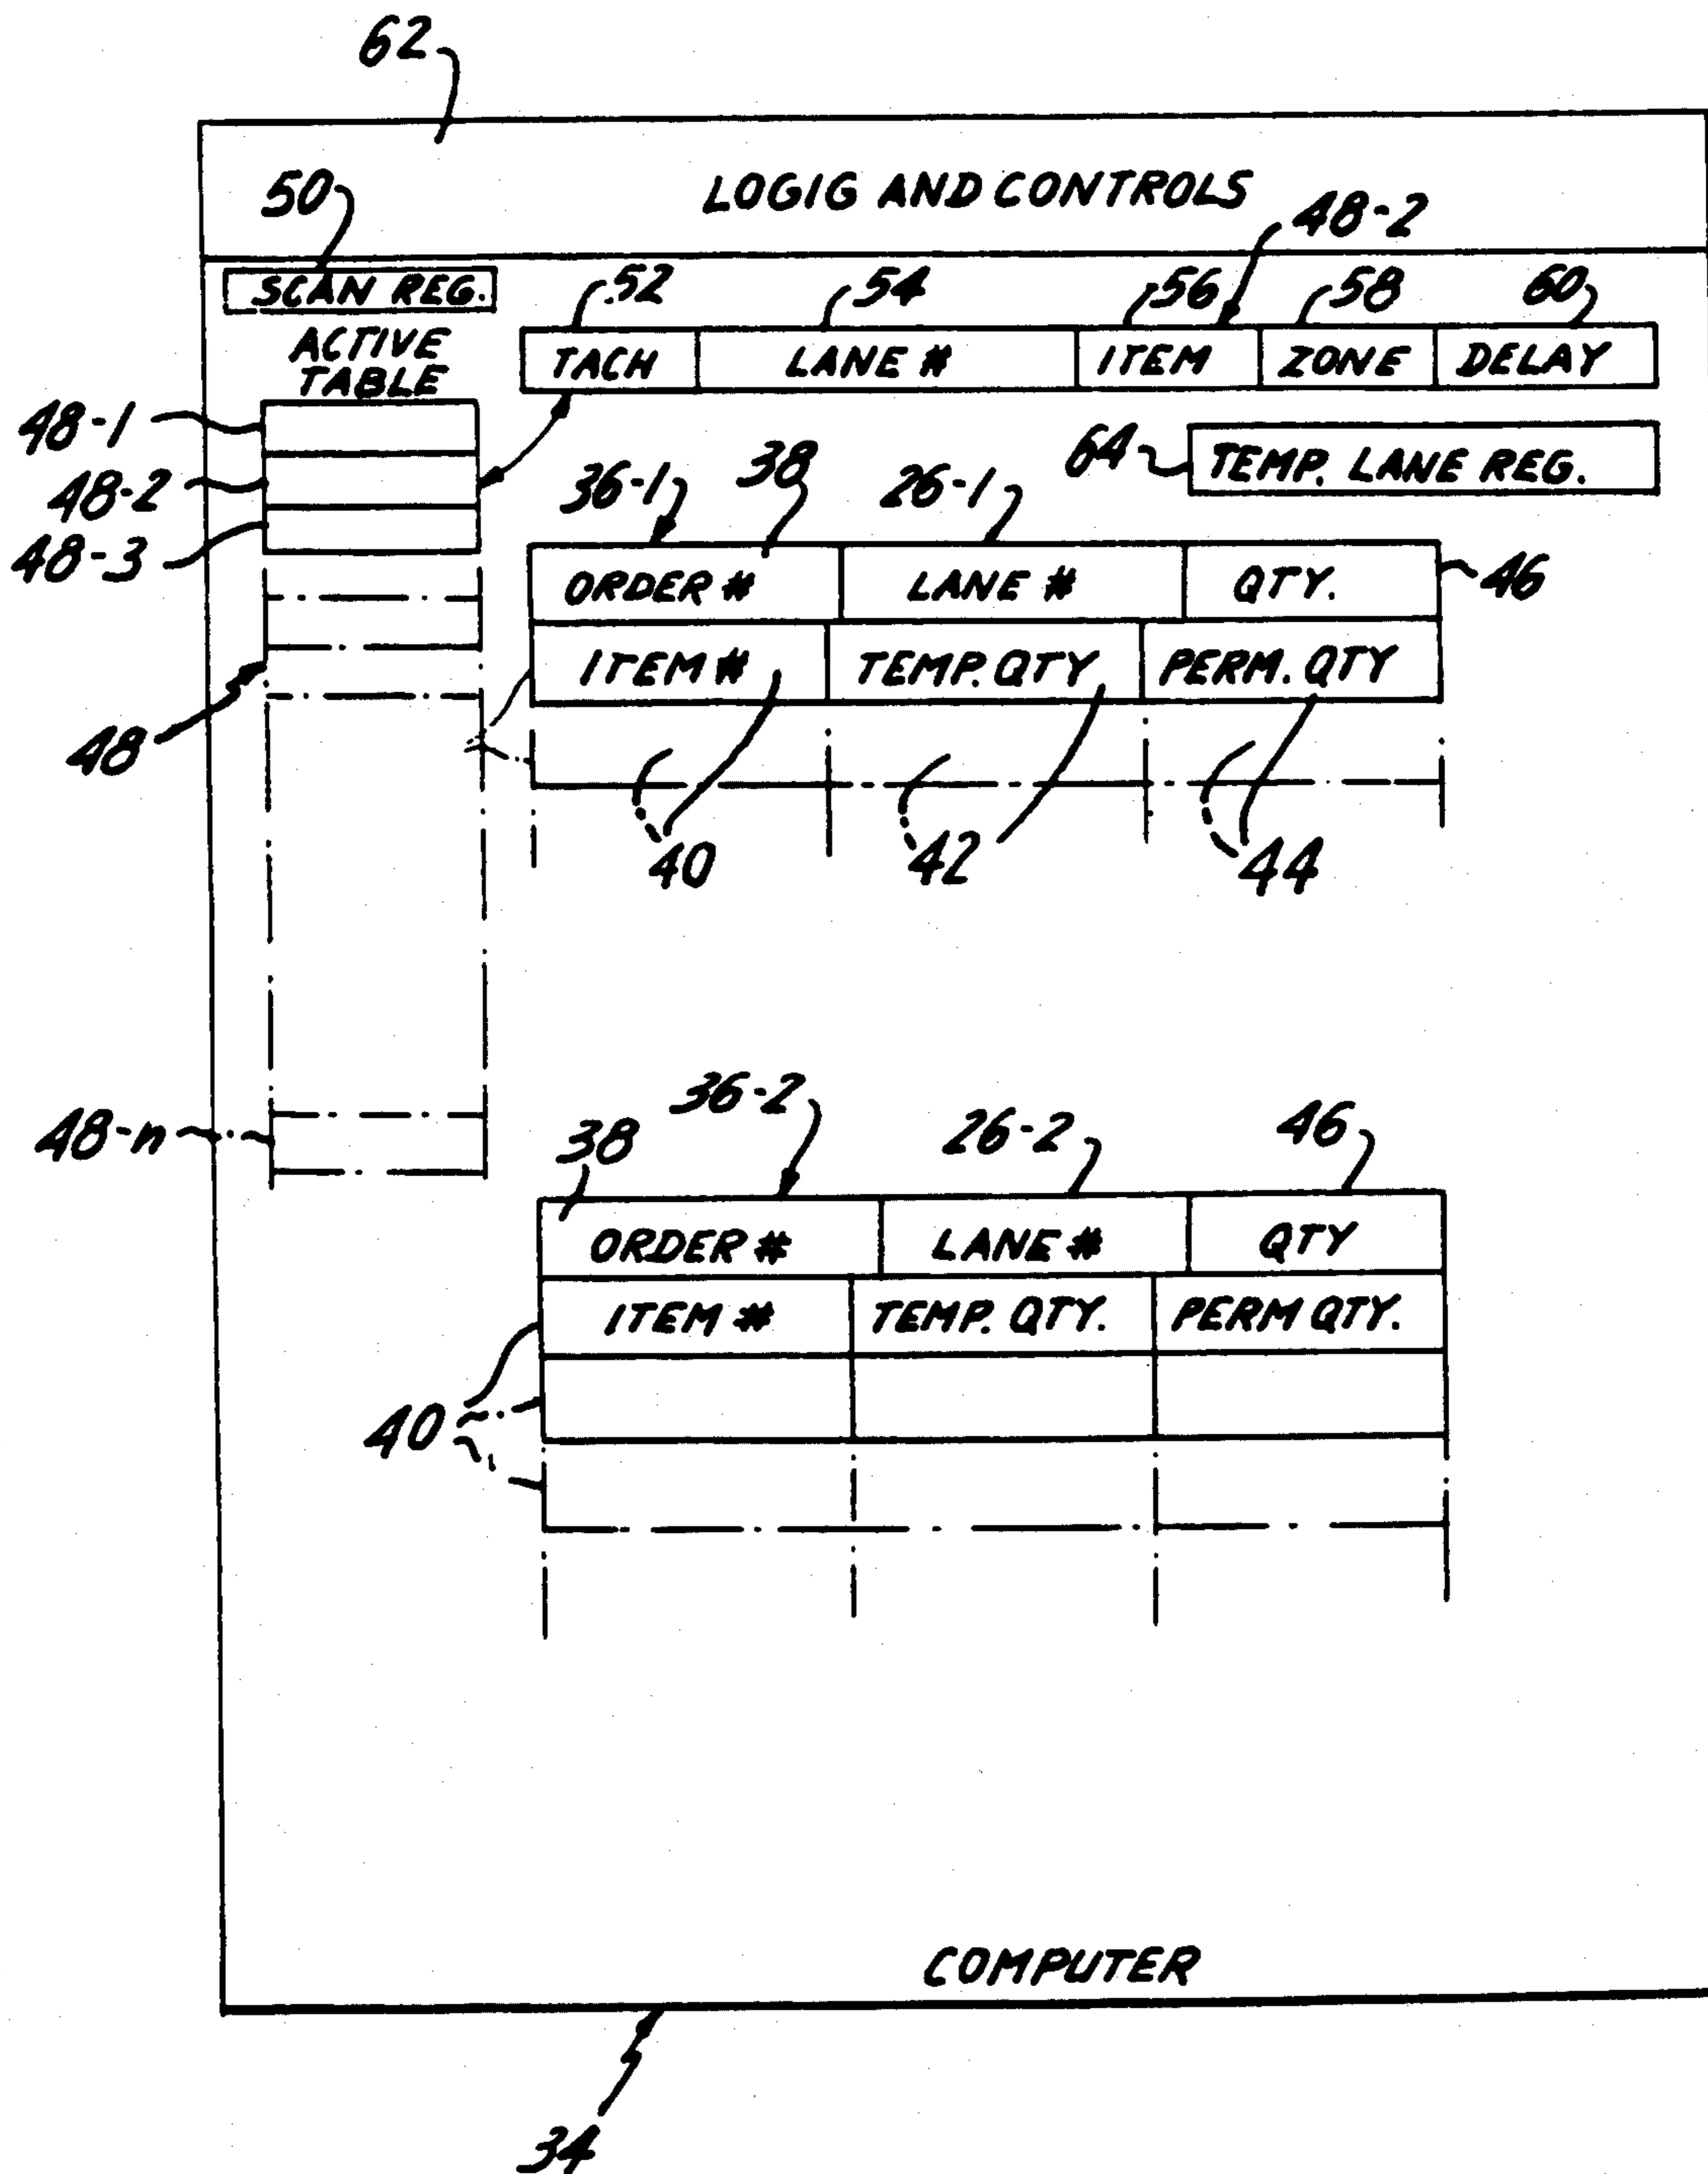 62
LOGIG AND CONTROLS
50
48-2
SCAN REG.
52
54
56
58
60
ACTIVE
TABLE
TACH
LANE #
ITEM
ZONE
DELAY
48-1
48-2
48-3
64
TEMP. LANE REG.
36-1
38
26-1
ORDER #
LANE #
QTY.
46
ITEM #
TEMP. QTY
PERM. QTY
48
40
42
44
36-2
48-n
38
26-2
46
ORDER #
LANE #
QTY
ITEM #
TEMP. QTY.
PERM QTY.
40
COMPUTER
34